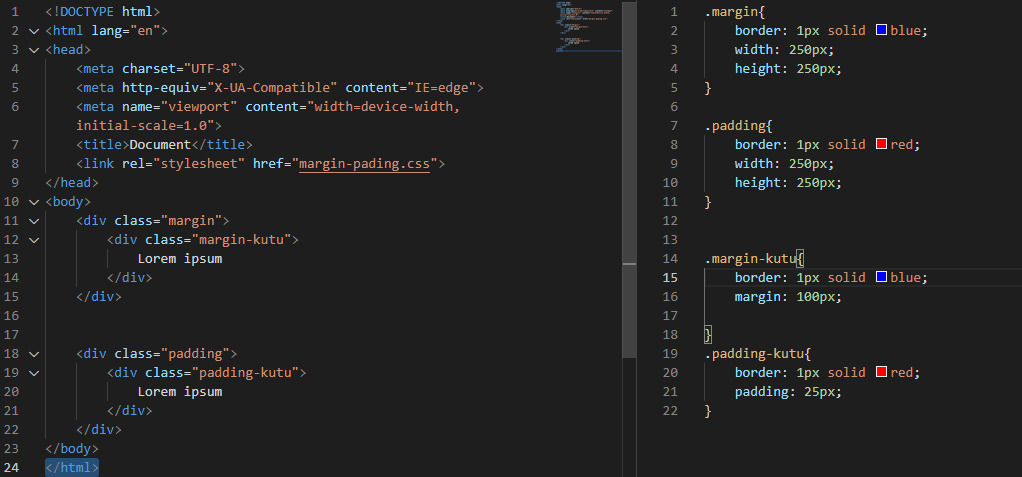 1 <!DOCTYPE html>
2 <html lang="en">
3 <head>
4 <meta charset="UTF-8">
5 <meta http-equiv="X-UA-Compatible" content="IE=edge">
6 <meta name="viewport" content="width=device-width,
initial-scale=1.0">
7 <title>Document</title>
8 <link rel="stylesheet" href="margin-pading.css">
9 </head>
10 <body>
11 <div class="margin">
12 <div class="margin-kutu">
13 Lorem ipsum
14 </div>
15 </div>
16
17
18 <div class="padding">
19 <div class="padding-kutu">
20 Lorem ipsum
21 </div>
22 </div>
23 </body>
24 </html>
1 .margin{
2 border: 1px solid blue;
3 width: 250px;
4 height: 250px;
5 }
6
7 .padding{
8 border: 1px solid red;
9 width: 250px;
10 height: 250px;
11 }
12
13
14 .margin-kutu{
15 border: 1px solid blue;
16 margin: 100px;
17
18 }
19 .padding-kutu{
20 border: 1px solid red;
21 padding: 25px;
22 }